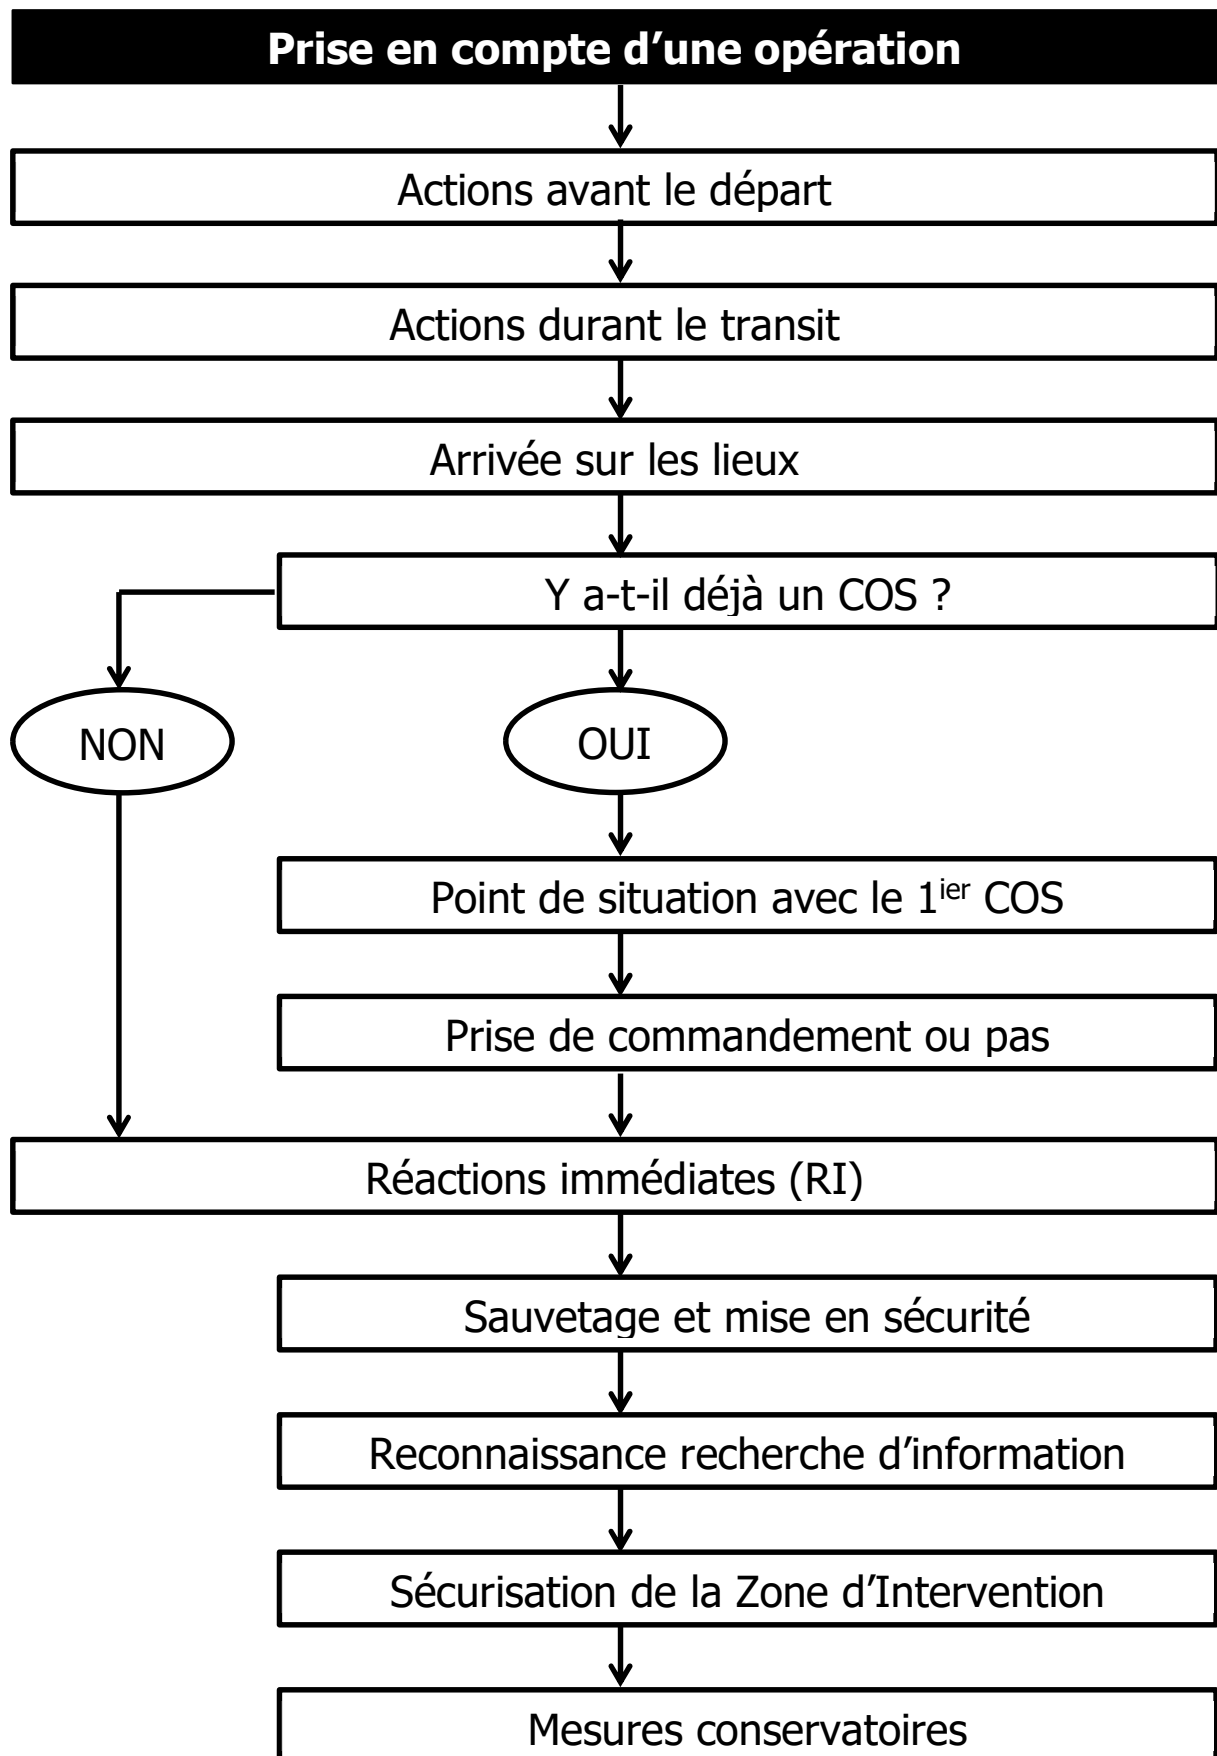 Prise en compte d’une opération
Actions avant le départ
Actions durant le transit
Arrivée sur les lieux
Y a-t-il déjà un COS ?
NON
OUI
Point de situation avec le 1ier COS
Prise de commandement ou pas
Réactions immédiates (RI)
Sauvetage et mise en sécurité
Reconnaissance recherche d’information
Sécurisation de la Zone d’Intervention
Mesures conservatoires